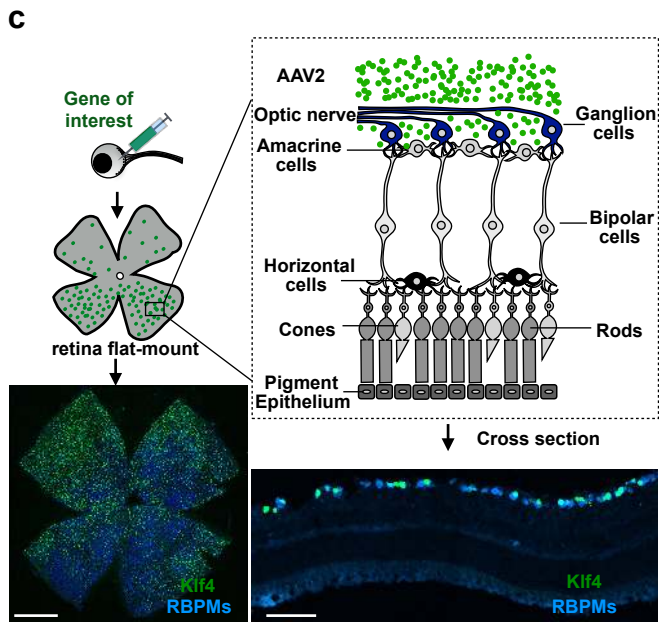 c
Gene of
interest
retina flat-mount
Klf4
RBPMs
AAV2
Optic nerve
Amacrine
cells
Ganglion
cells
Bipolar
cells
Horizontal
cells
Cones
Rods
Pigment
Epithelium
Cross section
Klf4
RBPMs